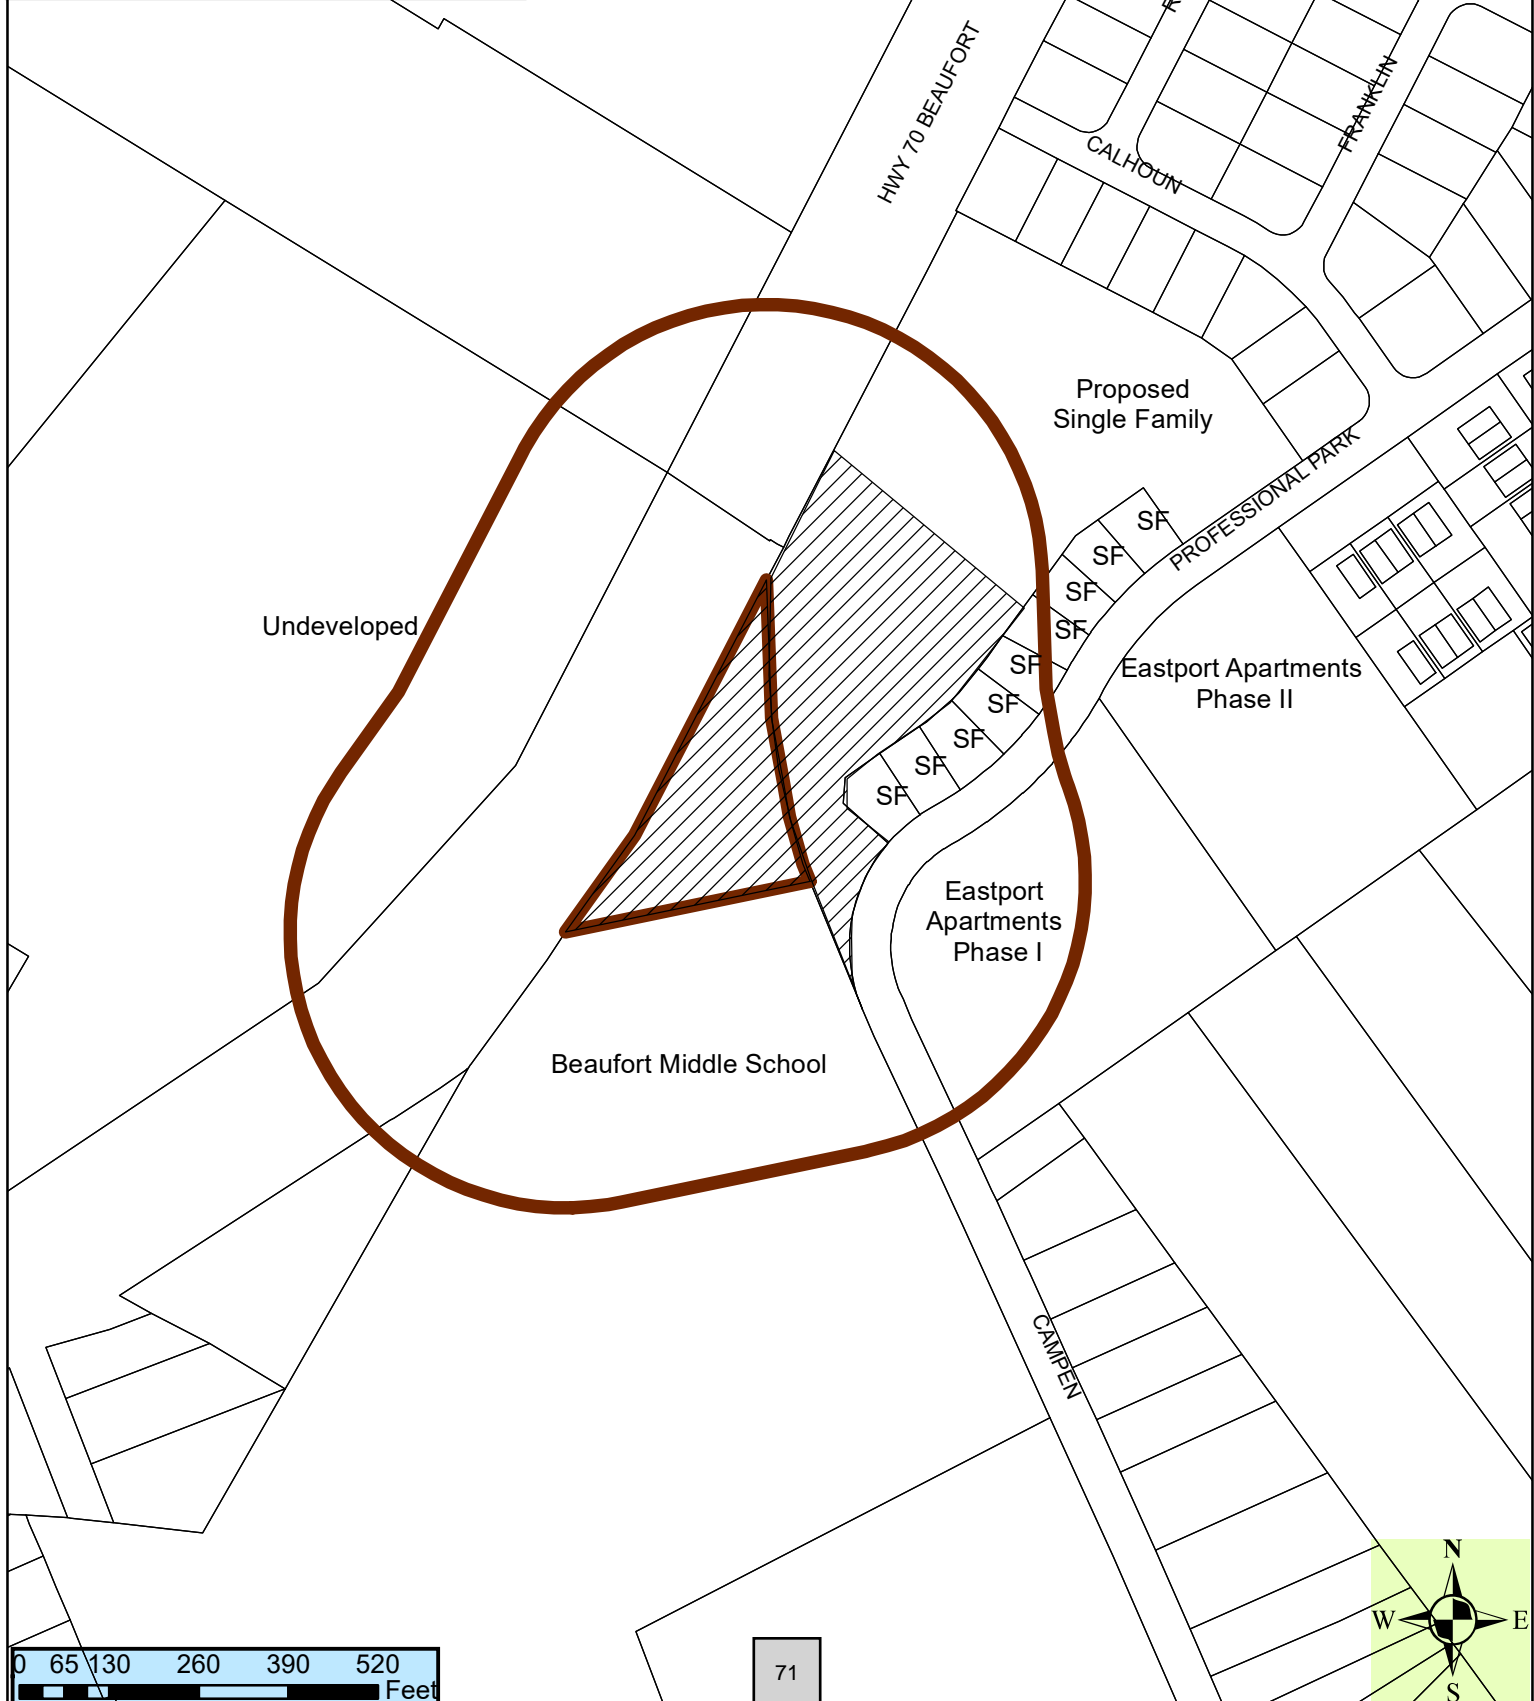 HWY 70 BEAUFORT
R
FRANKLIN
CALHOUN
Proposed
Single Family
PROFESSIONAL PARK
SF
SF
SF
SF
SF
SF
SF
SF
SF
Undeveloped
Eastport Apartments
Phase II
Eastport
Apartments
Phase I
Beaufort Middle School
CAMPEN
N
W
E
S
0 65 130 260 390 520
Feet
71